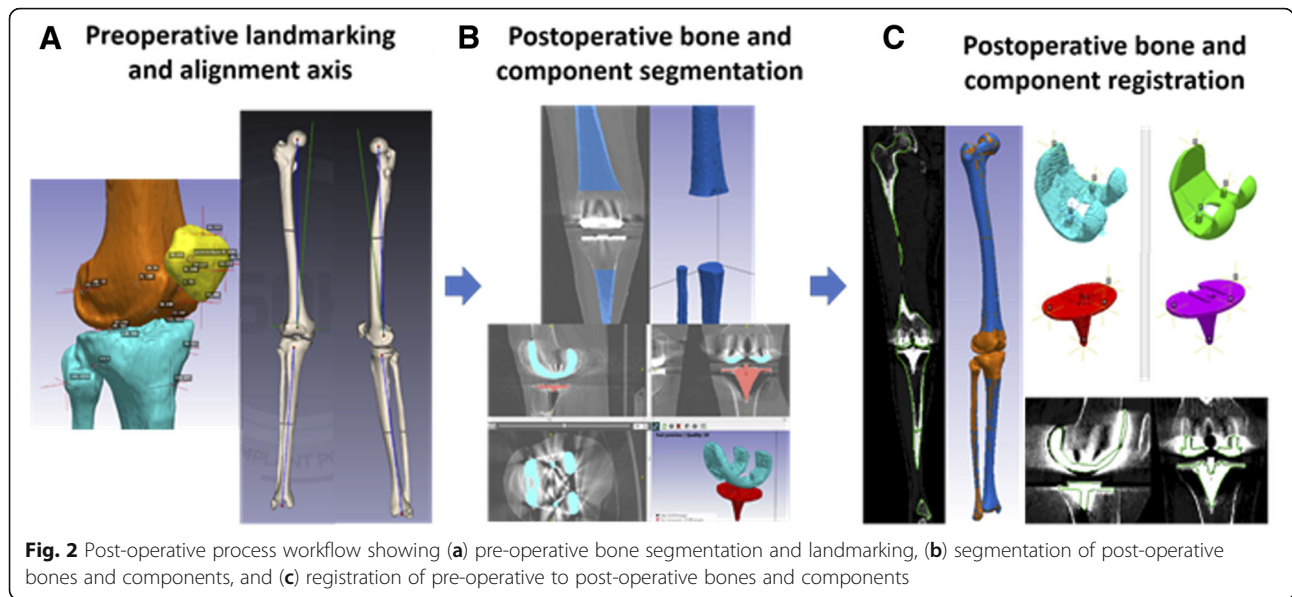 A Preoperative landmarking
and alignment axis
B Postoperative bone and
component segmentation
C Postoperative bone and
component registration
Fig. 2 Post-operative process workflow showing (a) pre-operative bone segmentation and landmarking, (b) segmentation of post-operative
bones and components, and (c) registration of pre-operative to post-operative bones and components